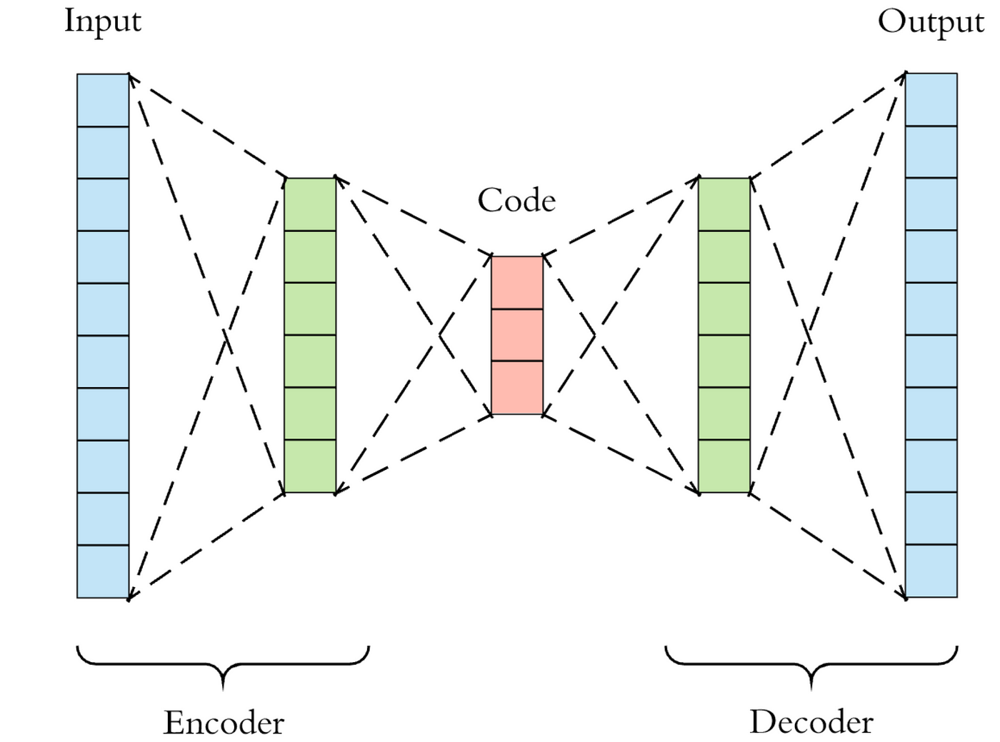 Input
Output
Code
Encoder
Decoder